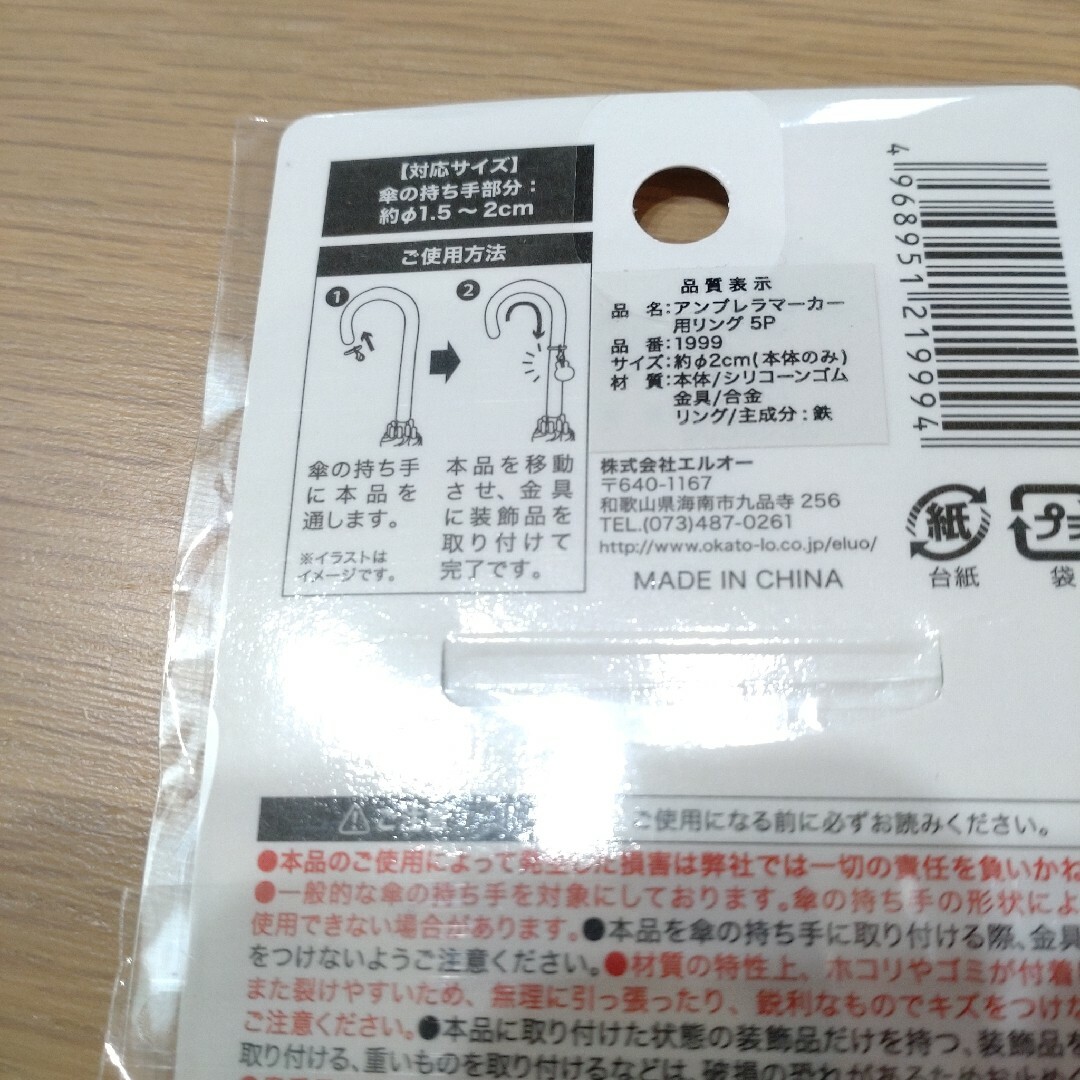 【対応サイズ】
傘の持ち手部分：
約φ1.5～2cm
ご使用方法
1
2
傘の持ち手
に本品を
通します。
※イラストは
イメージです。
本品を移動
させ、金具
に装飾品を
取り付けて
完了です。
品質表示
品 名：アンブレラマーカー
用リング 5P
品 番：1999
サイズ：約φ2cm(本体のみ)
材 質：本体/シリコーンゴム
金具/合金
リング/主成分：鉄
株式会社エルオー
〒640-1167
和歌山県海南市九品寺 256
TEL.(073)487-0261
http://www.okato-lo.co.jp/eluo/
MADE IN CHINA
4968951219994
紙
台紙
プラ
袋
ご使用になる前に必ずお読みください。
●本品のご使用によって発生した損害は弊社では一切の責任を負いかね
●一般的な傘の持ち手を対象にしております。傘の持ち手の形状によ
使用できない場合があります。●本品を傘の持ち手に取り付ける際、金具
をつけないようご注意ください。●材質の特性上、ホコリやゴミが付着
また裂けやすいため、無理に引っ張ったり、鋭利なものでキズをつけな
ご注意ください。●本品に取り付けた状態の装飾品だけを持つ、装飾品を
取り付ける、重いものを取り付けるなどは、破損の恐れがあるためお止め